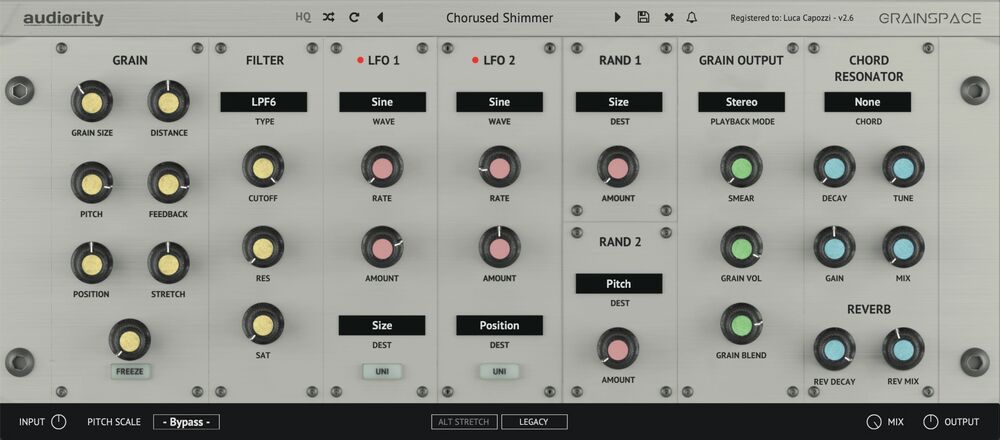 audiority
HQ
Chorused Shimmer
Registered to: Luca Capozzi - v2.6
GRAINSPACE
GRAIN
GRAIN SIZE
DISTANCE
PITCH
FEEDBACK
POSITION
STRETCH
FREEZE
FILTER
LPF6
TYPE
CUTOFF
RES
SAT
LFO 1
Sine
WAVE
RATE
AMOUNT
Size
DEST
UNI
LFO 2
Sine
WAVE
RATE
AMOUNT
Position
DEST
UNI
RAND 1
Size
DEST
AMOUNT
RAND 2
Pitch
DEST
AMOUNT
GRAIN OUTPUT
Stereo
PLAYBACK MODE
SMEAR
GRAIN VOL
GRAIN BLEND
CHORD
RESONATOR
None
CHORD
DECAY
TUNE
GAIN
MIX
REVERB
REV DECAY
REV MIX
INPUT
PITCH SCALE
- Bypass -
ALT STRETCH
LEGACY
MIX
OUTPUT